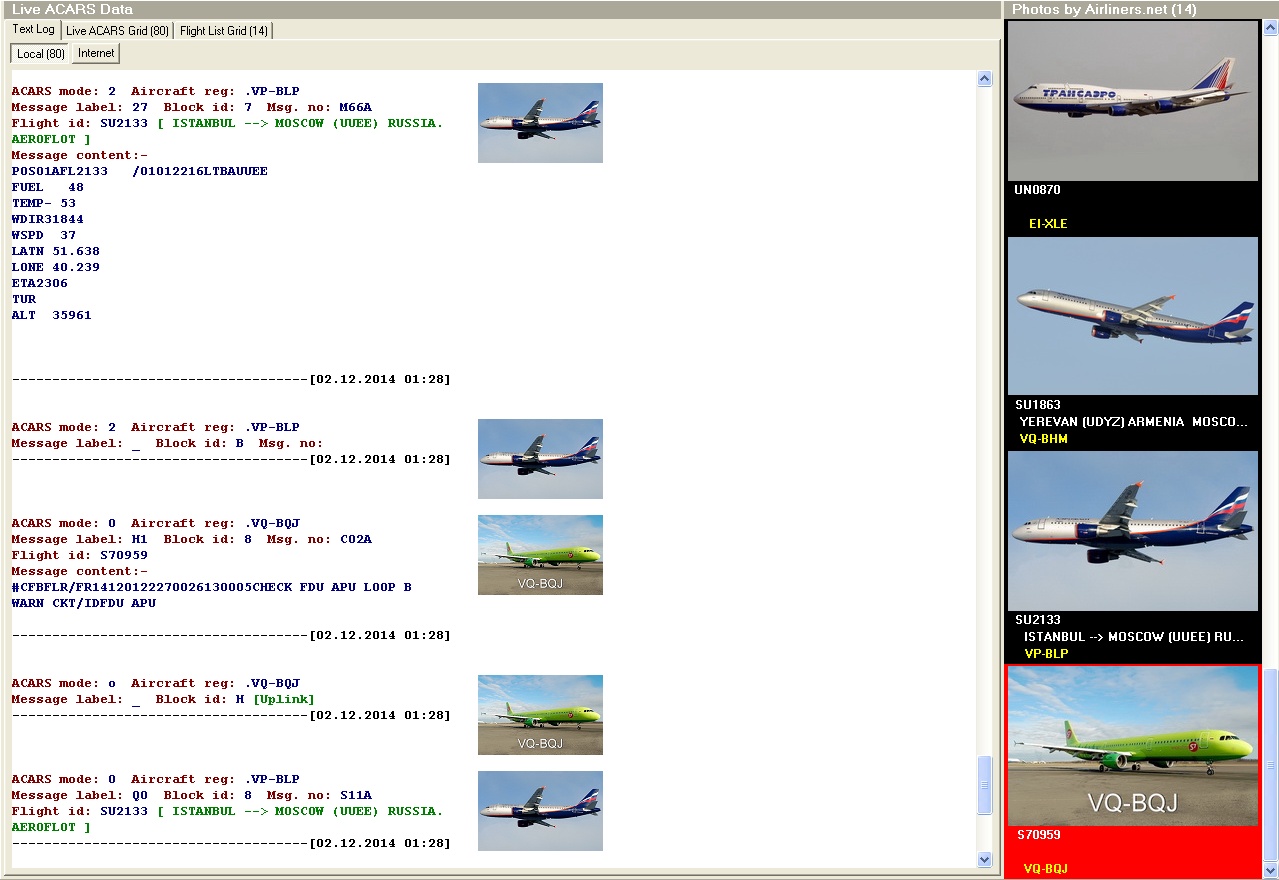 Live ACARS Data
Text Log Live ACARS Grid (80) Flight List Grid (14)
Local (80) Internet
ACARS mode: 2 Aircraft reg: .VP-BLP
Message label: 27 Block id: 7 Msg. no: M66A
Flight id: SU2133 [ ISTANBUL --> MOSCOW (UUEE) RUSSIA.
AEROFLOT ]
Message content:-
POS01AFL2133 /01012216LTBAUUEE
FUEL 48
TEMP- 53
WDIR31844
WSPD 37
LATN 51.638
LONE 40.239
ETA2306
TUR
ALT 35961
-------------------------------------[02.12.2014 01:28]
ACARS mode: 2 Aircraft reg: .VP-BLP
Message label: _ Block id: B Msg. no:
-------------------------------------[02.12.2014 01:28]
ACARS mode: 0 Aircraft reg: .VQ-BQJ
Message label: H1 Block id: 8 Msg. no: C02A
Flight id: S70959
Message content:-
#CFBFLR/FR14120122270026130005CHECK FDU APU LOOP B
WARN CKT/IDFDU APU
-------------------------------------[02.12.2014 01:28]
ACARS mode: o Aircraft reg: .VQ-BQJ
Message label: _ Block id: H [Uplink]
-------------------------------------[02.12.2014 01:28]
ACARS mode: 0 Aircraft reg: .VP-BLP
Message label: Q0 Block id: 8 Msg. no: S11A
Flight id: SU2133 [ ISTANBUL --> MOSCOW (UUEE) RUSSIA.
AEROFLOT ]
-------------------------------------[02.12.2014 01:28]
VQ-BQJ
VQ-BQJ
Photos by Airliners.net (14)
ТРАНСАЭРО
UN0870
EI-XLE
SU1863
YEREVAN (UDYZ) ARMENIA MOSCO...
VQ-BHM
SU2133
ISTANBUL --> MOSCOW (UUEE) RU...
VP-BLP
VQ-BQJ
S70959
VQ-BQJ